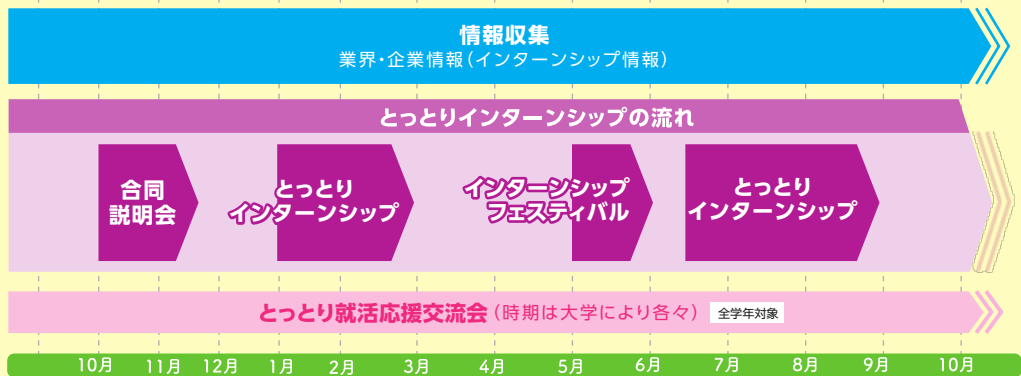 情報収集
業界・企業情報（インターンシップ情報）
とっとりインターンシップの流れ
合同
説明会
とっとり
インターンシップ
インターンシップ
フェスティバル
とっとり
インターンシップ
とっとり就活応援交流会（時期は大学により各々） 全学年対象
10月 11月 12月 1月 2月 3月 4月 5月 6月 7月 8月 9月 10月